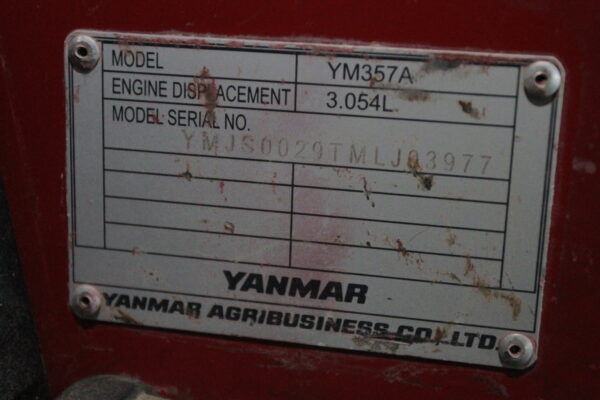 MODEL YM357A
ENGINE DISPLACEMENT 3.054L
MODEL SERIAL NO.
YMJS0029TMLJ03977
YANMAR
YANMAR AGRIBUSINESS CO., LTD.